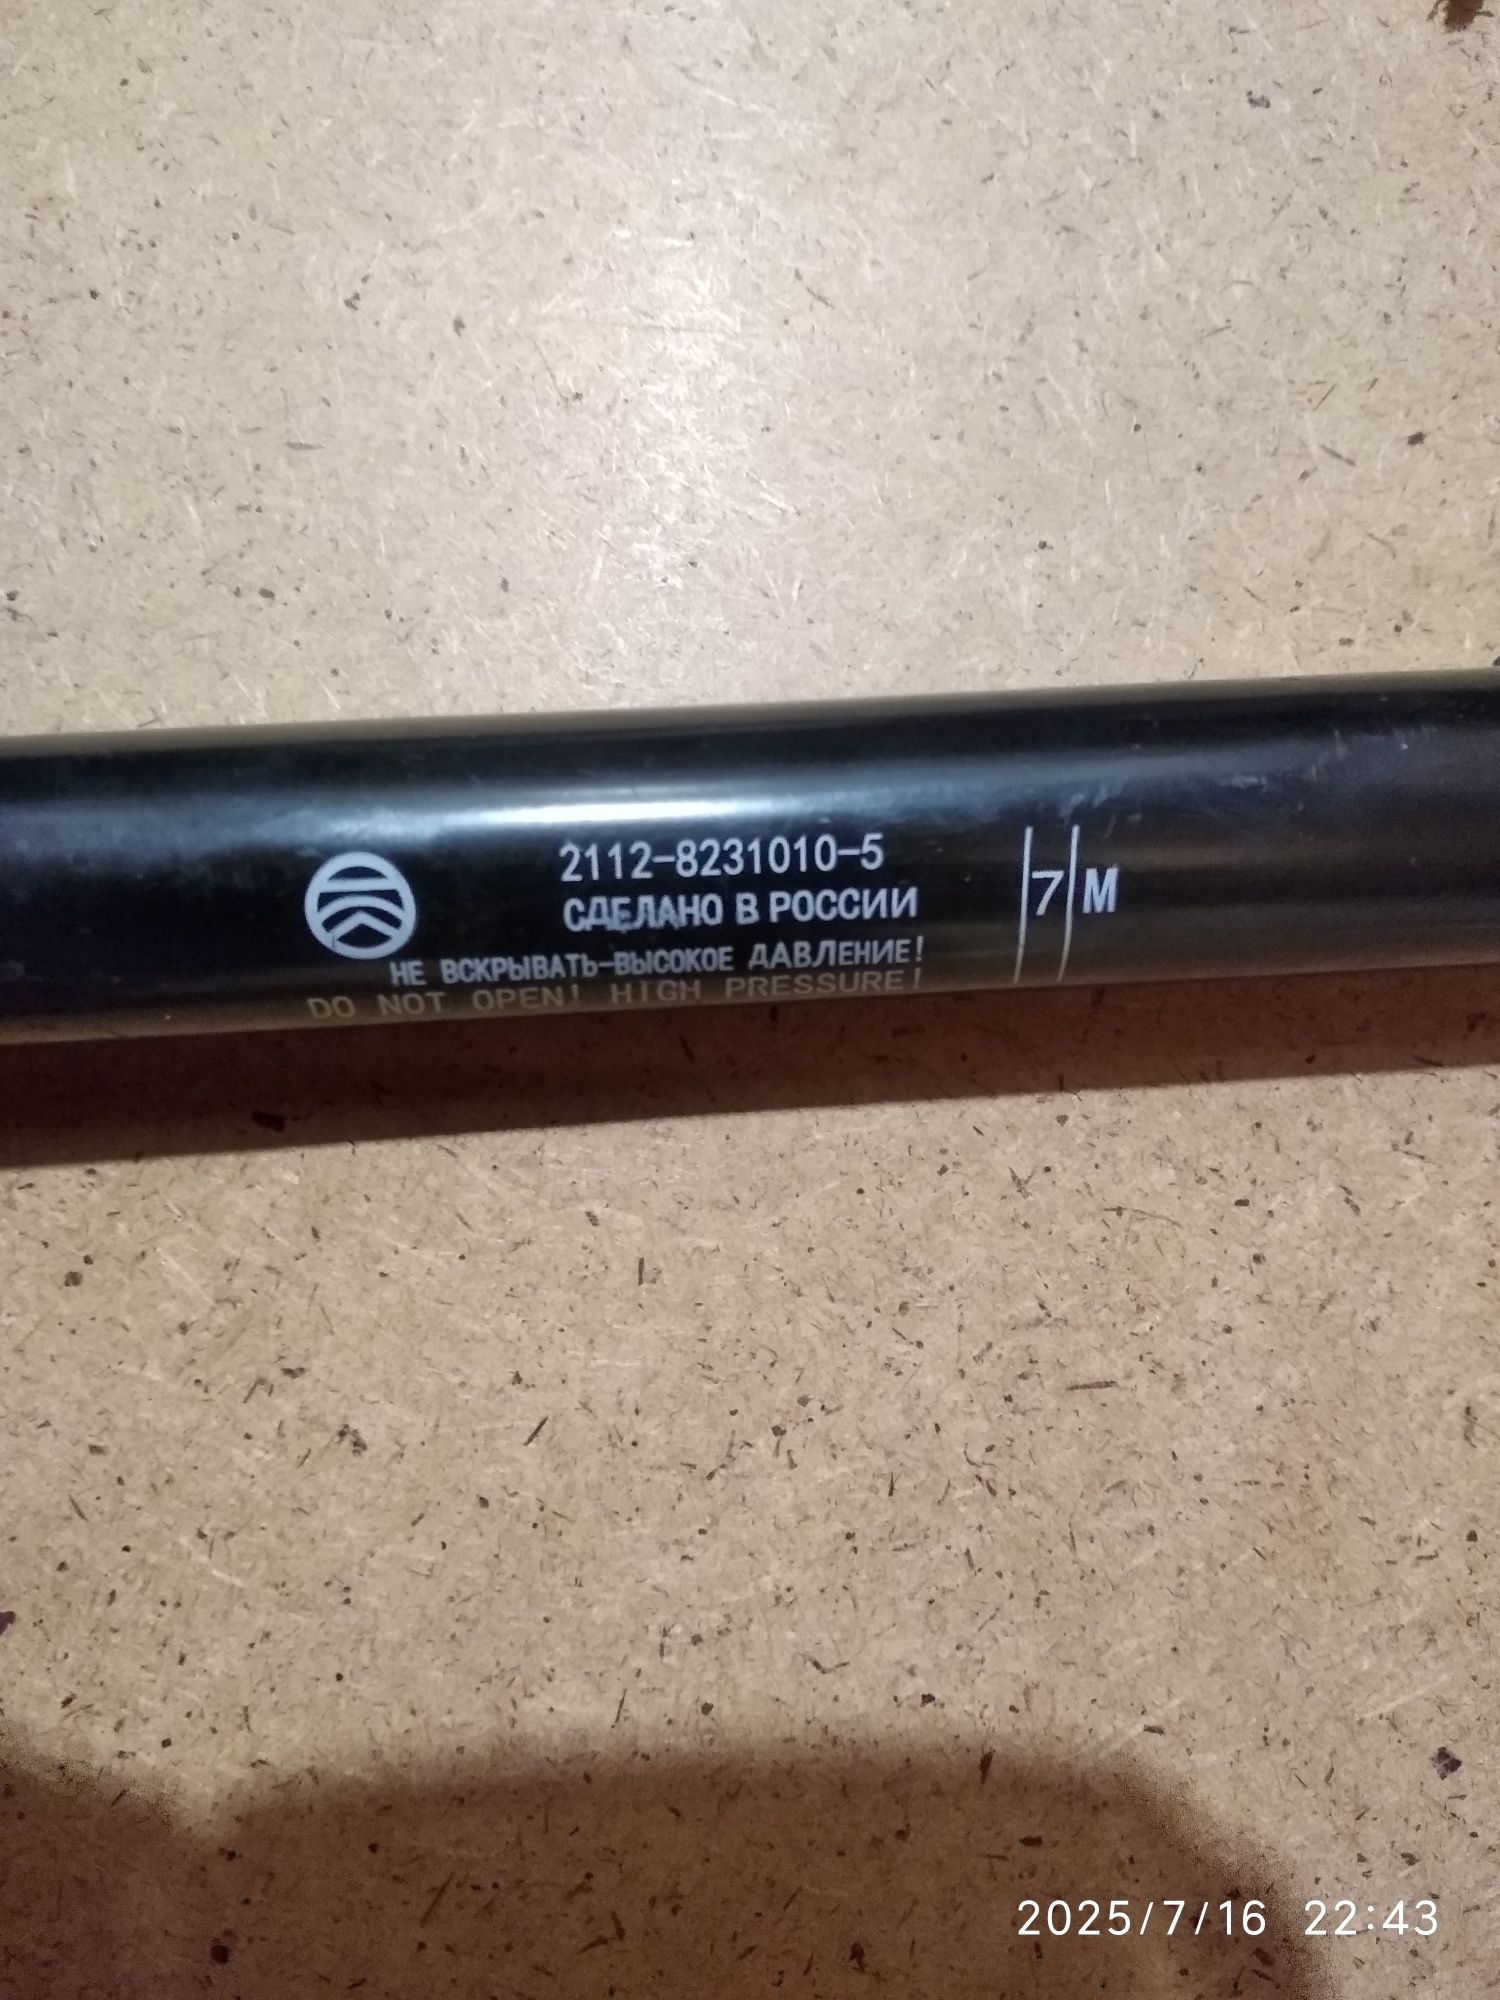 2112-8231010-5
СДЕЛАНО В РОССИИ
НЕ ВСКРЫВАТЬ-ВЫСОКОЕ ДАВЛЕНИЕ!
DO NOT OPEN! HIGH PRESSURE!
7 М
2025/7/16 22:43